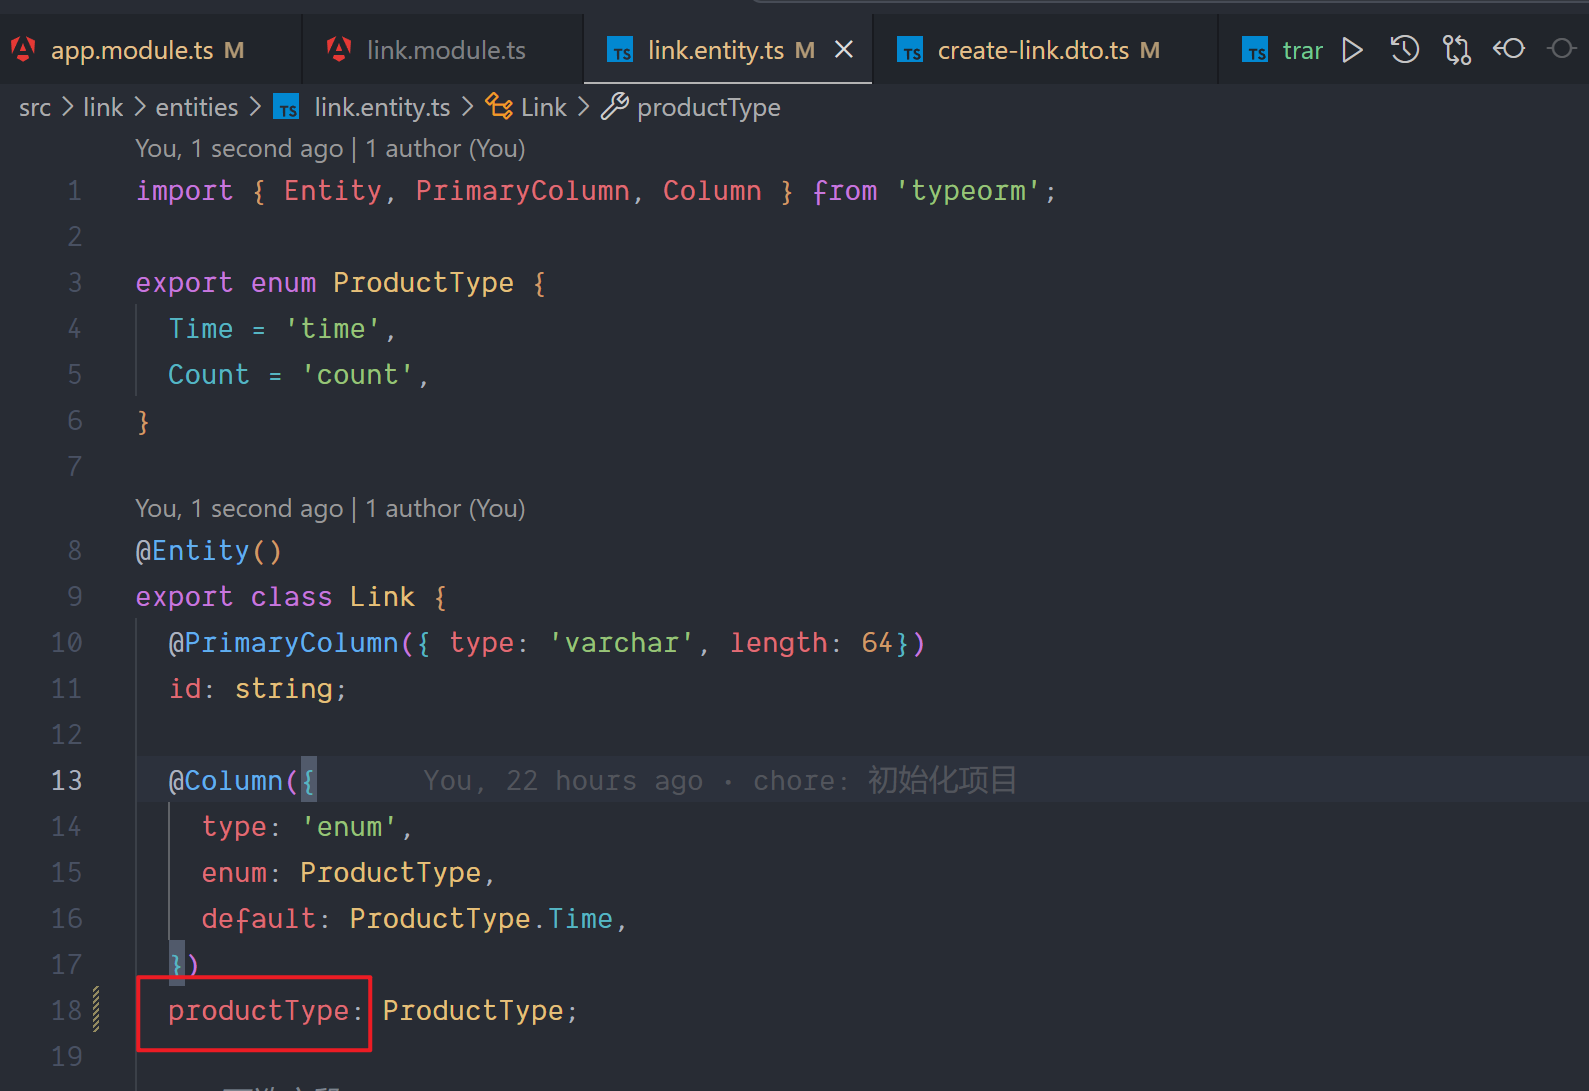 app.module.ts M link.module.ts TS link.entity.ts M TS create-link.dto.ts M TS trar
src > link > entities > TS link.entity.ts > Link > productType
You, 1 second ago | 1 author (You)
1 import { Entity, PrimaryColumn, Column } from 'typeorm';
2
3 export enum ProductType {
4 Time = 'time',
5 Count = 'count',
6 }
7
You, 1 second ago | 1 author (You)
8 @Entity()
9 export class Link {
10 @PrimaryColumn({ type: 'varchar', length: 64})
11 id: string;
12
13 @Column({ You, 22 hours ago • chore: 初始化项目
14 type: 'enum',
15 enum: ProductType,
16 default: ProductType.Time,
17 })
18 productType: ProductType;
19